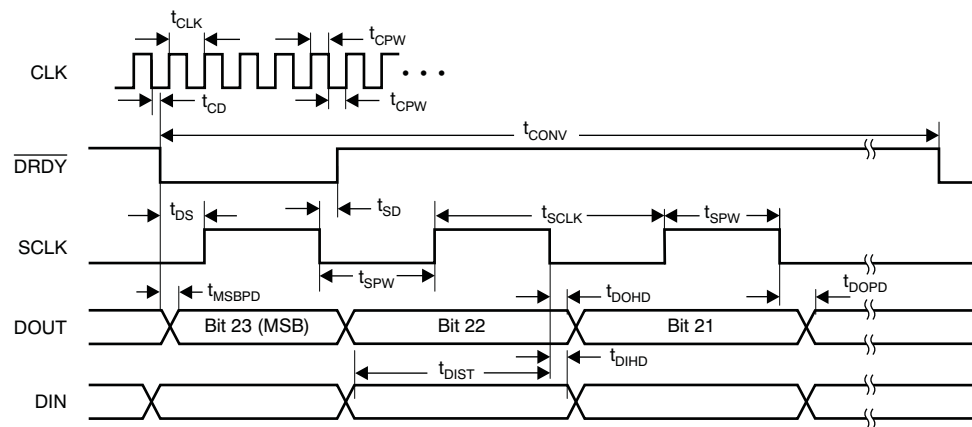 tCLK
tCPW
CLK
• • •
tCD
tCPW
tCONV
DRDY
tDS
tSD
tSCLK
tSPW
SCLK
tSPW
tMSBPD
tDOHD
tDOPD
DOUT
Bit 23 (MSB)
Bit 22
Bit 21
tDIST
tDIHD
DIN